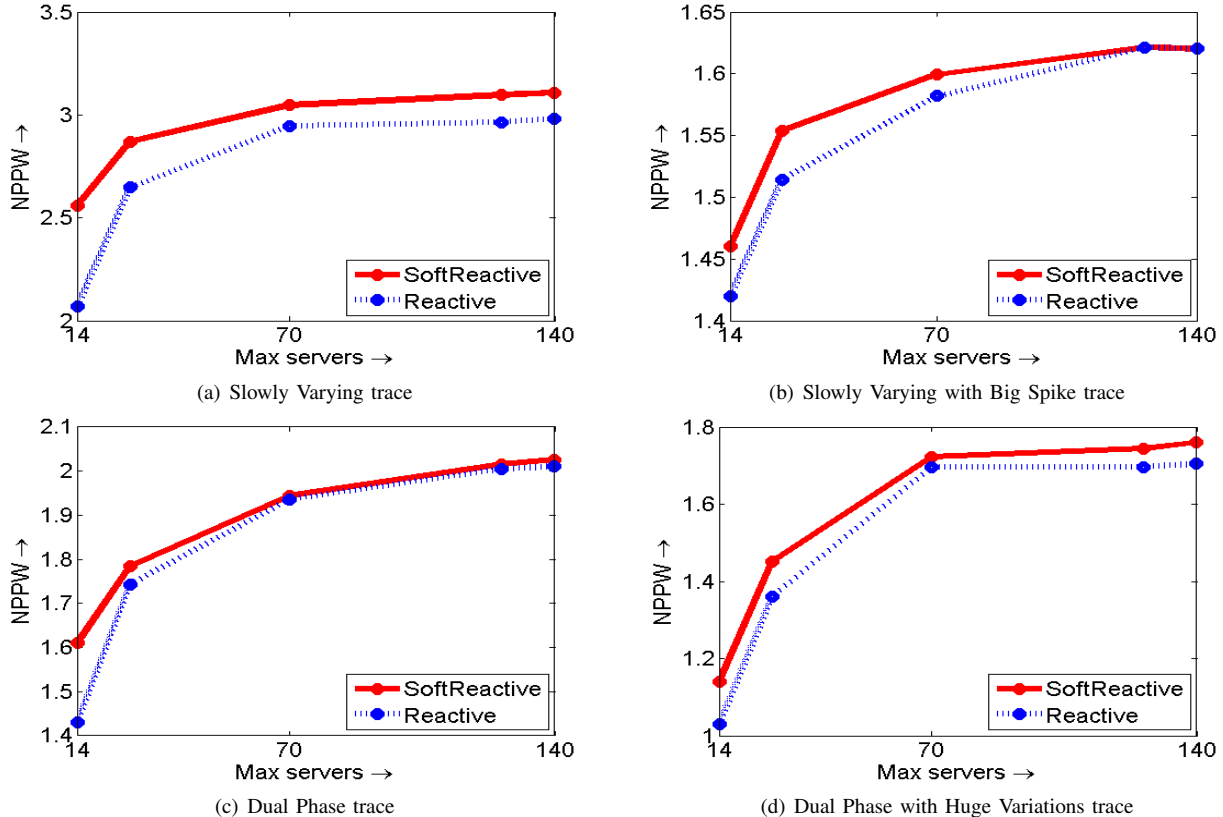 3.5
3
2.5
2
NPPW →
SoftReactive
Reactive
14 70 140
Max servers →
(a) Slowly Varying trace
1.65
1.6
1.55
1.5
1.45
1.4
NPPW →
SoftReactive
Reactive
14 70 140
Max servers →
(b) Slowly Varying with Big Spike trace
2.1
2
1.9
1.8
1.7
1.6
1.5
1.4
NPPW →
SoftReactive
Reactive
14 70 140
Max servers →
(c) Dual Phase trace
1.8
1.6
1.4
1.2
1
NPPW →
SoftReactive
Reactive
14 70 140
Max servers →
(d) Dual Phase with Huge Variations trace